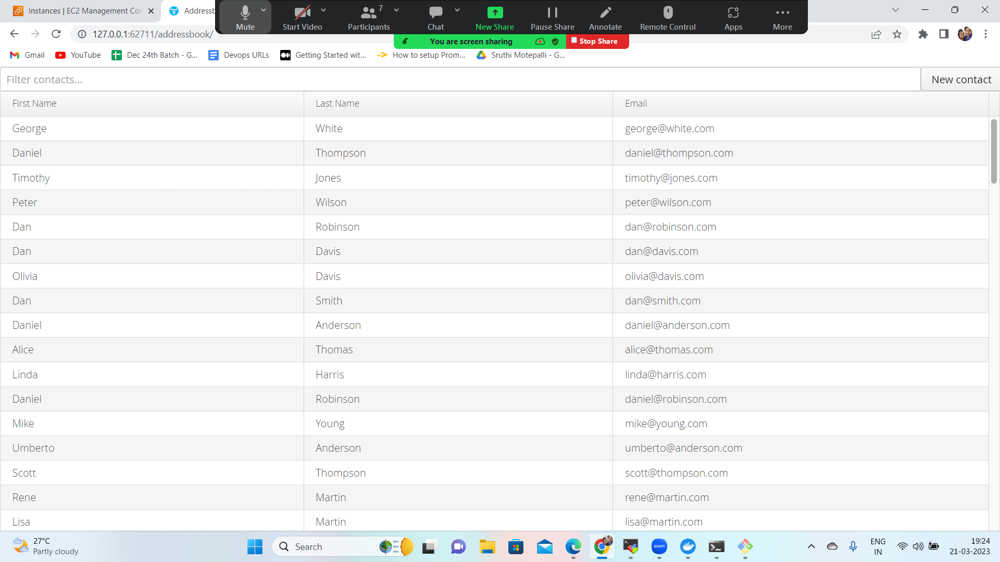 Instances | EC2 Management Con
Addressb
Mute
Start Video
7
Participants
Chat
New Share
Pause Share
Annotate
Remote Control
Apps
More
127.0.0.1:62711/addressbook/
You are screen sharing
Stop Share
Gmail
YouTube
Dec 24th Batch - G...
Devops URLs
Getting Started wit...
How to setup Prom...
Sruthi Motepalli - G...
Filter contacts...
New contact
First Name Last Name Email
George White george@white.com
Daniel Thompson daniel@thompson.com
Timothy Jones timothy@jones.com
Peter Wilson peter@wilson.com
Dan Robinson dan@robinson.com
Dan Davis dan@davis.com
Olivia Davis olivia@davis.com
Dan Smith dan@smith.com
Daniel Anderson daniel@anderson.com
Alice Thomas alice@thomas.com
Linda Harris linda@harris.com
Daniel Robinson daniel@robinson.com
Mike Young mike@young.com
Umberto Anderson umberto@anderson.com
Scott Thompson scott@thompson.com
Rene Martin rene@martin.com
Lisa Martin lisa@martin.com
27°C
Partly cloudy
Search
zoom
ENG
IN
19:24
21-03-2023